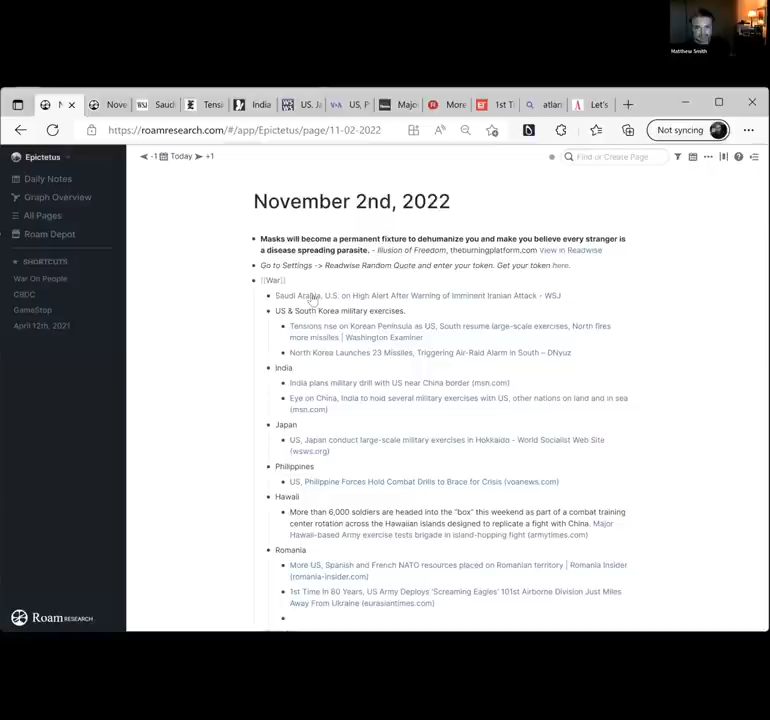 Matthew Smith
N
Nove
WSJ
Saudi
Tensi
India
US, Ja
VOA
US, P
Majo
More
ET
1st Ti
atlan
Let's
https://roamresearch.com/#/app/Epictetus/page/11-02-2022
Not syncing
Epictetus
-1
Today
+1
Find or Create Page
Daily Notes
Graph Overview
All Pages
Roam Depot
SHORTCUTS
War On People
CBDC
GameStop
April 12th, 2021
November 2nd, 2022
Masks will become a permanent fixture to dehumanize you and make you believe every stranger is
a disease spreading parasite. - Illusion of Freedom, theburningplatform.com View in Readwise
Go to Settings -> Readwise Random Quote and enter your token. Get your token here.
[[War]]
Saudi Arabia, U.S. on High Alert After Warning of Imminent Iranian Attack - WSJ
US & South Korea military exercises.
Tensions rise on Korean Peninsula as US, South resume large-scale exercises, North fires
more missiles | Washington Examiner
North Korea Launches 23 Missiles, Triggering Air-Raid Alarm in South – DNyuz
India
India plans military drill with US near China border (msn.com)
Eye on China, India to hold several military exercises with US, other nations on land and in sea
(msn.com)
Japan
US, Japan conduct large-scale military exercises in Hokkaido - World Socialist Web Site
(wsws.org)
Philippines
US, Philippine Forces Hold Combat Drills to Brace for Crisis (voanews.com)
Hawaii
More than 6,000 soldiers are headed into the "box" this weekend as part of a combat training
center rotation across the Hawaiian islands designed to replicate a fight with China. Major
Hawaii-based Army exercise tests brigade in island-hopping fight (armytimes.com)
Romania
More US, Spanish and French NATO resources placed on Romanian territory | Romania Insider
(romania-insider.com)
1st Time In 80 Years, US Army Deploys 'Screaming Eagles' 101st Airborne Division Just Miles
Away From Ukraine (eurasiantimes.com)
Roam RESEARCH